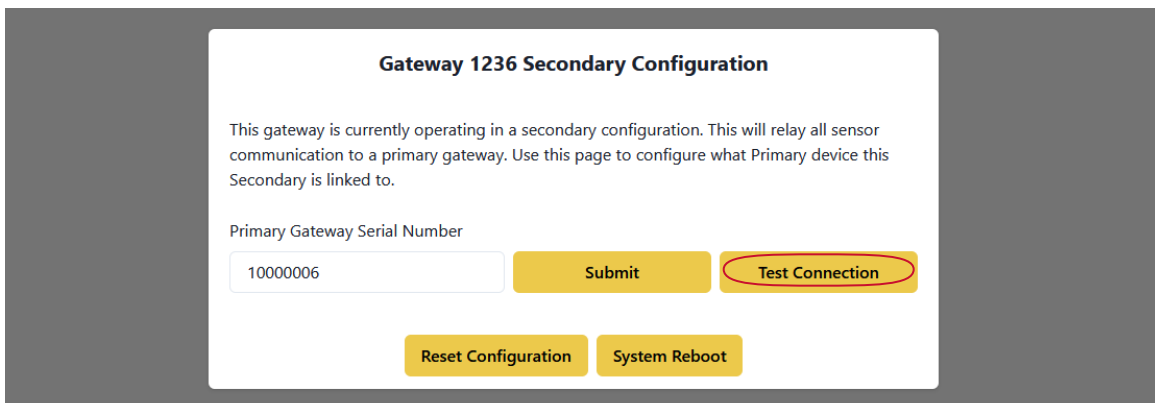 Gateway 1236 Secondary Configuration
This gateway is currently operating in a secondary configuration. This will relay all sensor
communication to a primary gateway. Use this page to configure what Primary device this
Secondary is linked to.
Primary Gateway Serial Number
10000006 Submit Test Connection
Reset Configuration System Reboot